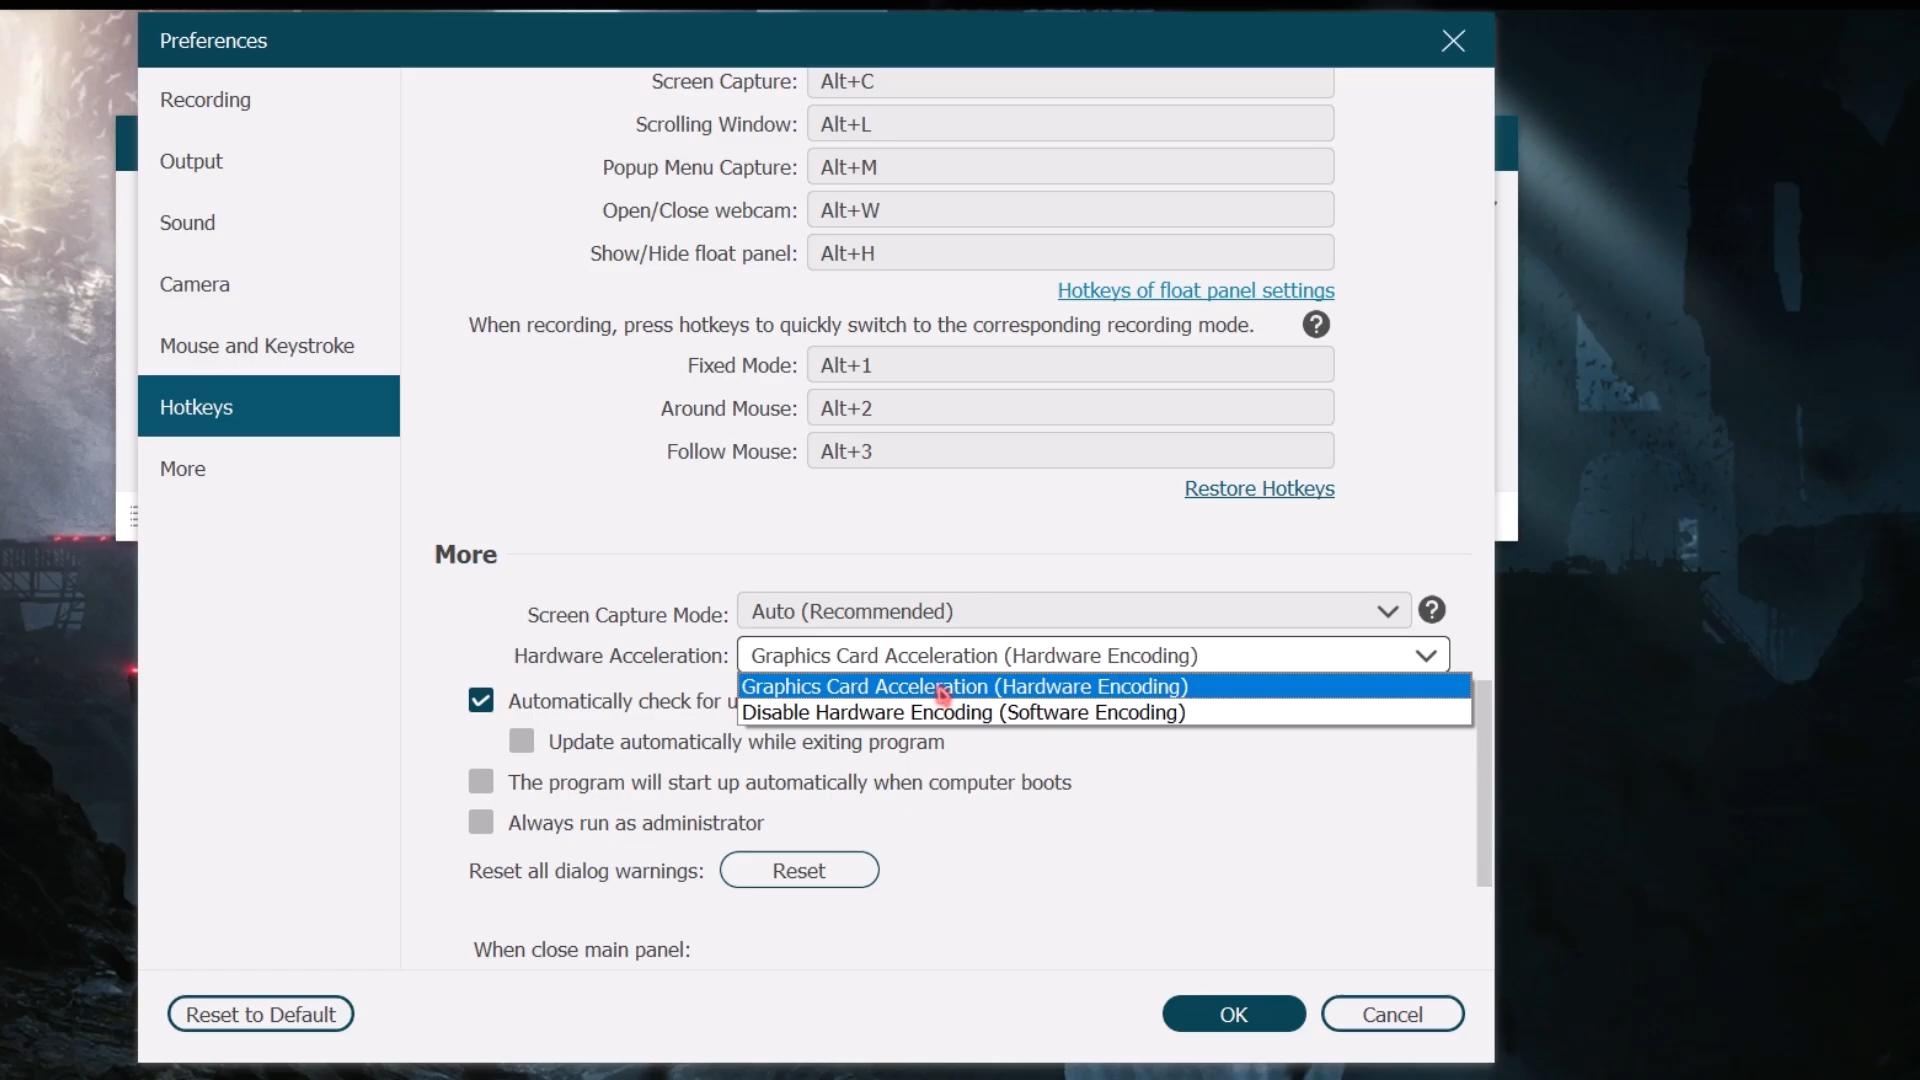 Preferences
Recording
Output
Sound
Camera
Mouse and Keystroke
Hotkeys
More
Screen Capture: Alt+C
Scrolling Window: Alt+L
Popup Menu Capture: Alt+M
Open/Close webcam: Alt+W
Show/Hide float panel: Alt+H
Hotkeys of float panel settings
When recording, press hotkeys to quickly switch to the corresponding recording mode. ?
Fixed Mode: Alt+1
Around Mouse: Alt+2
Follow Mouse: Alt+3
Restore Hotkeys
More
Screen Capture Mode: Auto (Recommended) ?
Hardware Acceleration: Graphics Card Acceleration (Hardware Encoding)
Graphics Card Acceleration (Hardware Encoding)
Automatically check for u
Disable Hardware Encoding (Software Encoding)
Update automatically while exiting program
The program will start up automatically when computer boots
Always run as administrator
Reset all dialog warnings: Reset
When close main panel:
Reset to Default
OK
Cancel